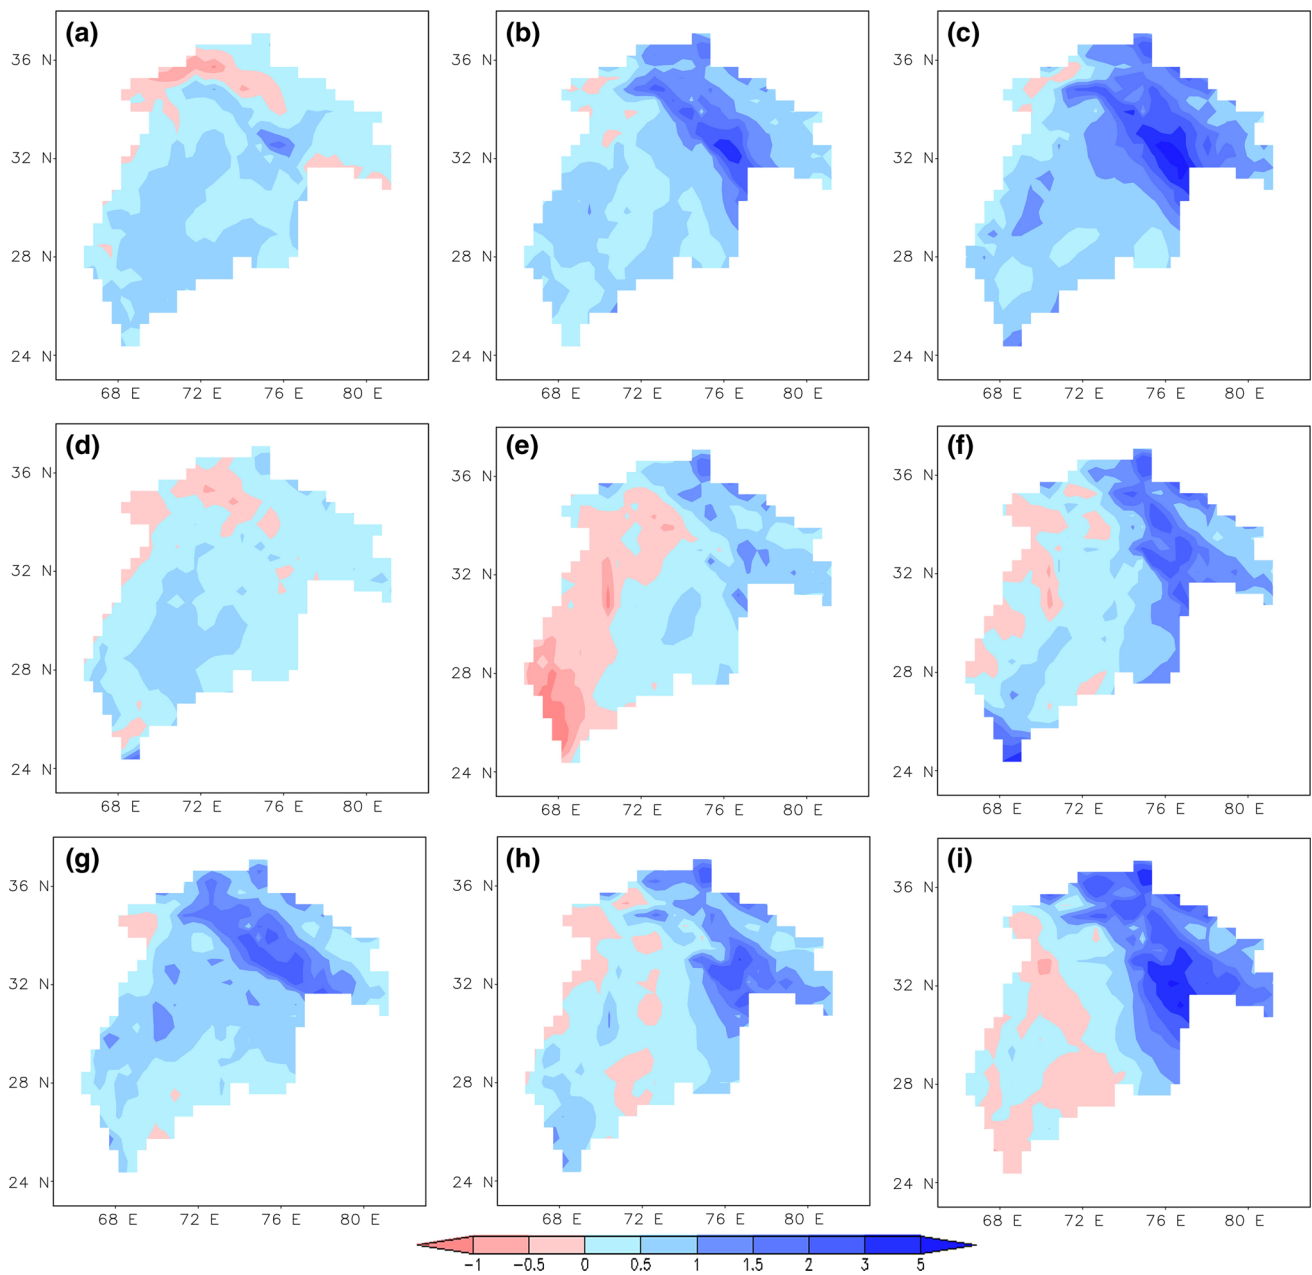 (a) (b) (c)
36 N 36 N 36 N
32 N 32 N 32 N
28 N 28 N 28 N
24 N 24 N 24 N
68 E 72 E 76 E 80 E 68 E 72 E 76 E 80 E 68 E 72 E 76 E 80 E
(d) (e) (f)
36 N 36 N 36 N
32 N 32 N 32 N
28 N 28 N 28 N
24 N 24 N 24 N
68 E 72 E 76 E 80 E 68 E 72 E 76 E 80 E 68 E 72 E 76 E 80 E
(g) (h) (i)
36 N 36 N 36 N
32 N 32 N 32 N
28 N 28 N 28 N
24 N 24 N 24 N
68 E 72 E 76 E 80 E 68 E 72 E 76 E 80 E 68 E 72 E 76 E 80 E
-1 -0.5 0 0.5 1 1.5 2 3 5